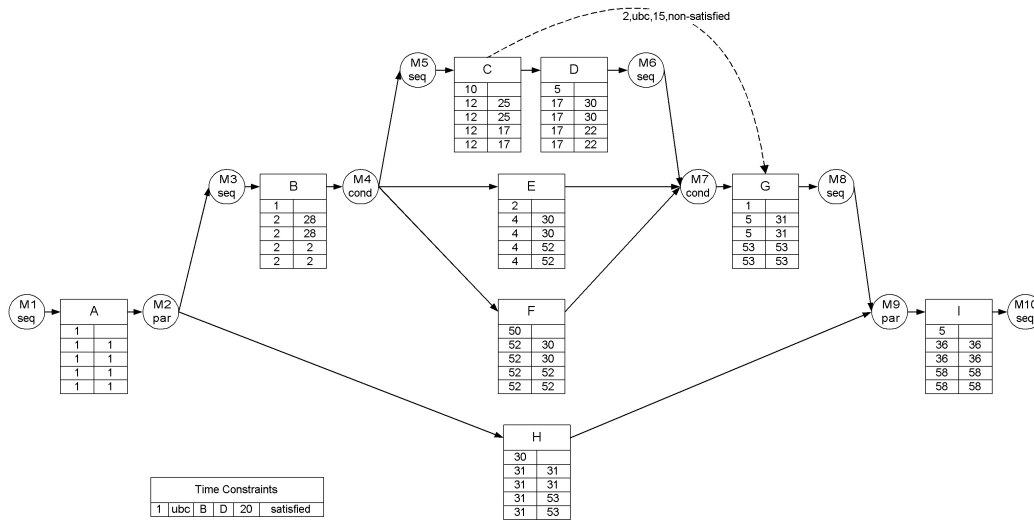 2,ubc,15,non-satisfied
M5
seq
C
10
12 25
12 25
12 17
12 17
D
5
17 30
17 30
17 22
17 22
M6
seq
M3
seq
B
1
2 28
2 28
2 2
2 2
M4
cond
E
2
4 30
4 30
4 52
4 52
M7
cond
G
1
5 31
5 31
53 53
53 53
M8
seq
M1
seq
A
1
1 1
1 1
1 1
1 1
M2
par
F
50
52 30
52 30
52 52
52 52
M9
par
I
5
36 36
36 36
58 58
58 58
M10
seq
H
30
31 31
31 31
31 53
31 53
Time Constraints
1 ubc B D 20 satisfied